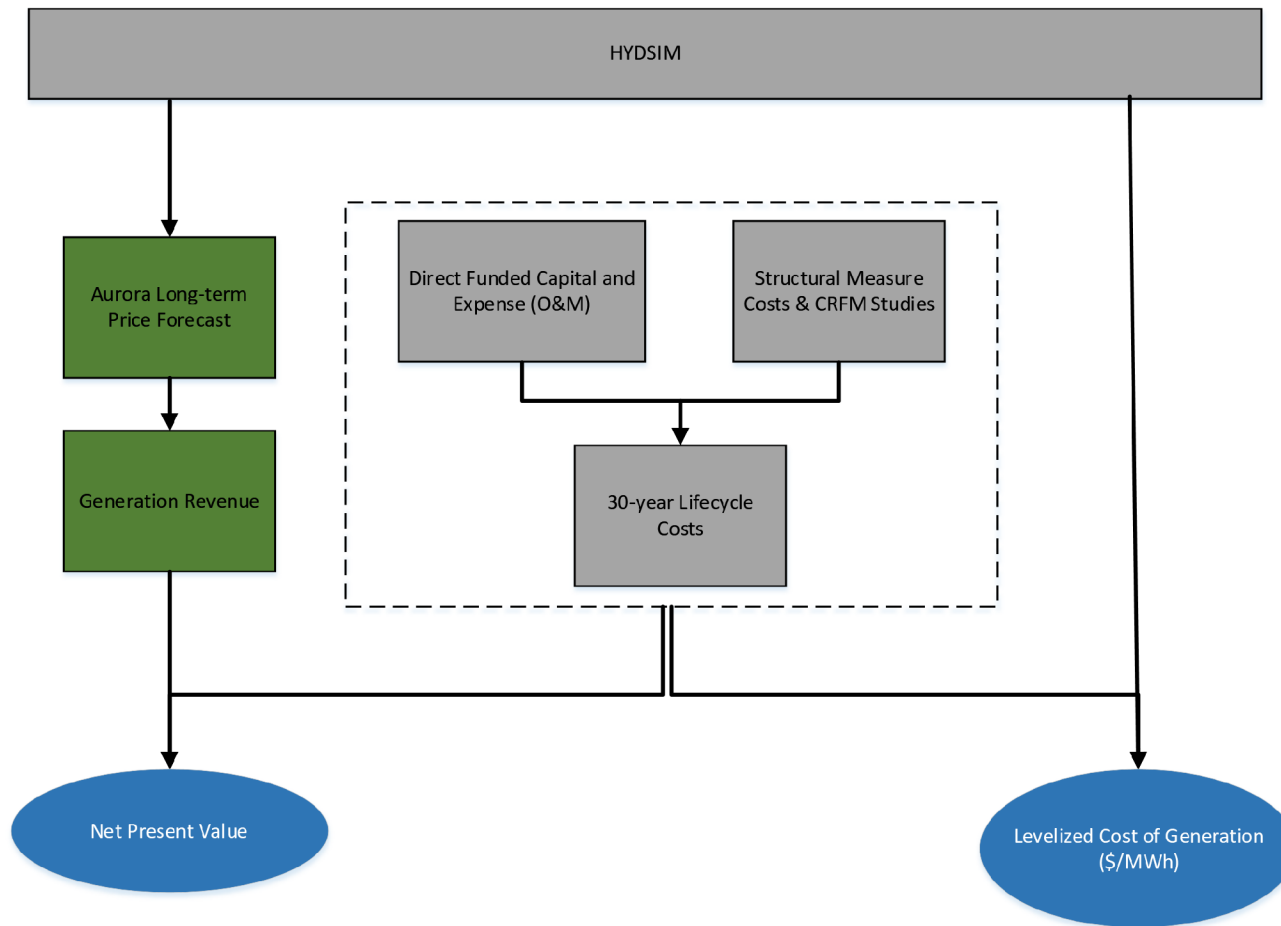 HYDSIM
Direct Funded Capital and
Expense (O&M)
Structural Measure
Costs & CRFM Studies
Aurora Long-term
Price Forecast
Generation Revenue
30-year Lifecycle
Costs
Net Present Value
Levelized Cost of Generation
($/MWh)